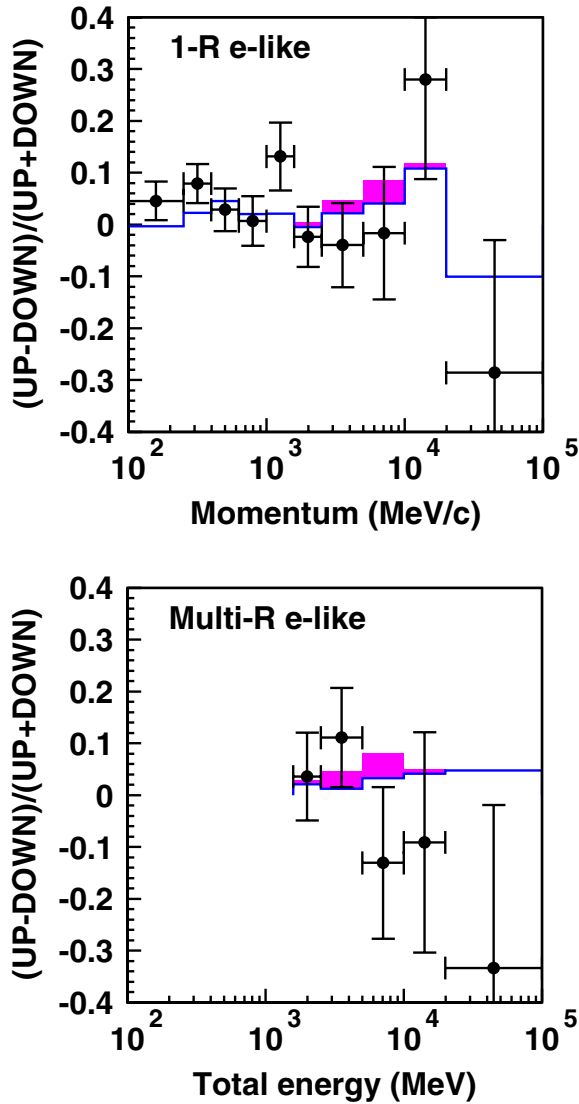 1-R e-like
(UP-DOWN)/(UP+DOWN)
0.4
0.3
0.2
0.1
0
-0.1
-0.2
-0.3
-0.4
10^2 10^3 10^4 10^5
Momentum (MeV/c)
Multi-R e-like
(UP-DOWN)/(UP+DOWN)
0.4
0.3
0.2
0.1
0
-0.1
-0.2
-0.3
-0.4
10^2 10^3 10^4 10^5
Total energy (MeV)